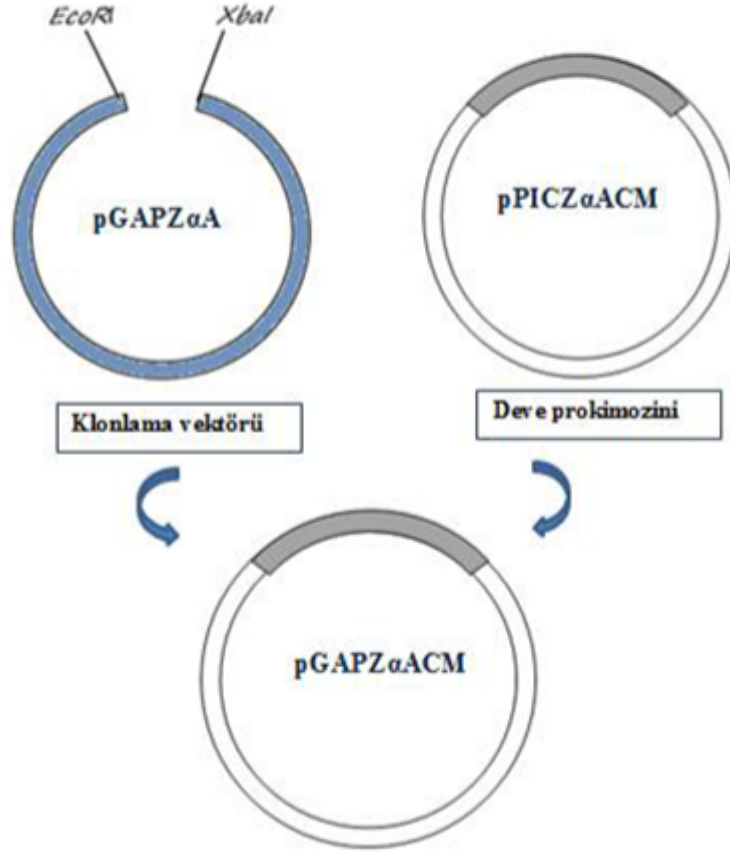 EcoRI
XbaI
pGAPZαA
pPICZαACM
Klonlama vektörü
Deve prokimozini
pGAPZαACM